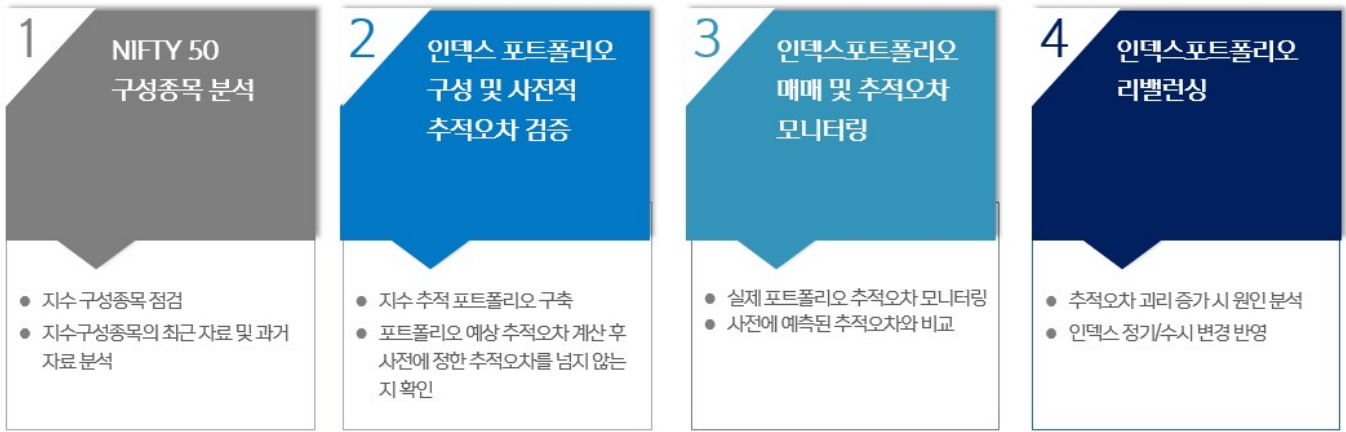 1
NIFTY 50
구성종목 분석
● 지수 구성종목 점검
● 지수구성종목의 최근 자료 및 과거
자료 분석
2
인덱스 포트폴리오
구성 및 사전적
추적오차 검증
● 지수 추적 포트폴리오 구축
● 포트폴리오 예상 추적오차 계산 후
사전에 정한 추적오차를 넘지 않는
지 확인
3
인덱스포트폴리오
매매 및 추적오차
모니터링
● 실제 포트폴리오 추적오차 모니터링
● 사전에 예측된 추적오차와 비교
4
인덱스포트폴리오
리밸런싱
● 추적오차 괴리 증가 시 원인 분석
● 인덱스 정기/수시 변경 반영